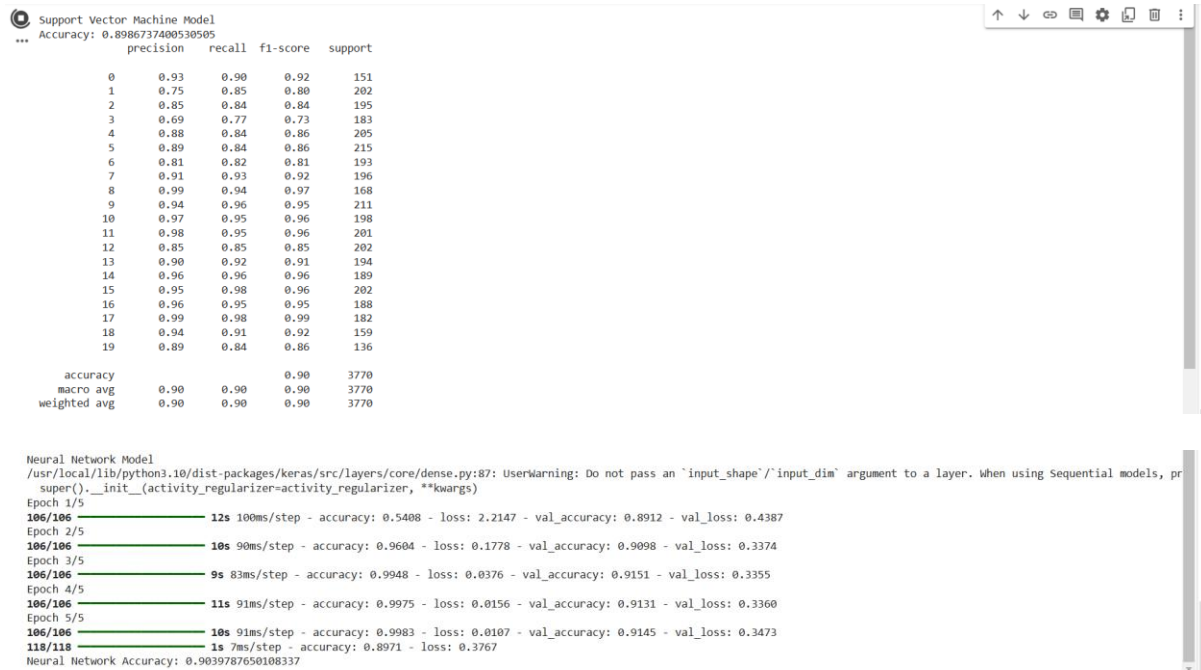 Support Vector Machine Model
Accuracy: 0.8986737400530505
precision recall f1-score support
0 0.93 0.90 0.92 151
1 0.75 0.85 0.80 202
2 0.85 0.84 0.84 195
3 0.69 0.77 0.73 183
4 0.88 0.84 0.86 205
5 0.89 0.84 0.86 215
6 0.81 0.82 0.81 193
7 0.91 0.93 0.92 196
8 0.99 0.94 0.97 168
9 0.94 0.96 0.95 211
10 0.97 0.95 0.96 198
11 0.98 0.95 0.96 201
12 0.85 0.85 0.85 202
13 0.90 0.92 0.91 194
14 0.96 0.96 0.96 189
15 0.95 0.98 0.96 202
16 0.96 0.95 0.95 188
17 0.99 0.98 0.99 182
18 0.94 0.91 0.92 159
19 0.89 0.84 0.86 136
accuracy 0.90 3770
macro avg 0.90 0.90 0.90 3770
weighted avg 0.90 0.90 0.90 3770
Neural Network Model
/usr/local/lib/python3.10/dist-packages/keras/src/layers/core/dense.py:87: UserWarning: Do not pass an `input_shape`/`input_dim` argument to a layer. When using Sequential models, pr
super().__init__(activity_regularizer=activity_regularizer, **kwargs)
Epoch 1/5
106/106 12s 100ms/step - accuracy: 0.5408 - loss: 2.2147 - val_accuracy: 0.8912 - val_loss: 0.4387
Epoch 2/5
106/106 10s 90ms/step - accuracy: 0.9604 - loss: 0.1778 - val_accuracy: 0.9098 - val_loss: 0.3374
Epoch 3/5
106/106 9s 83ms/step - accuracy: 0.9948 - loss: 0.0376 - val_accuracy: 0.9151 - val_loss: 0.3355
Epoch 4/5
106/106 11s 91ms/step - accuracy: 0.9975 - loss: 0.0156 - val_accuracy: 0.9131 - val_loss: 0.3360
Epoch 5/5
106/106 10s 91ms/step - accuracy: 0.9983 - loss: 0.0107 - val_accuracy: 0.9145 - val_loss: 0.3473
118/118 1s 7ms/step - accuracy: 0.8971 - loss: 0.3767
Neural Network Accuracy: 0.9039787650108337